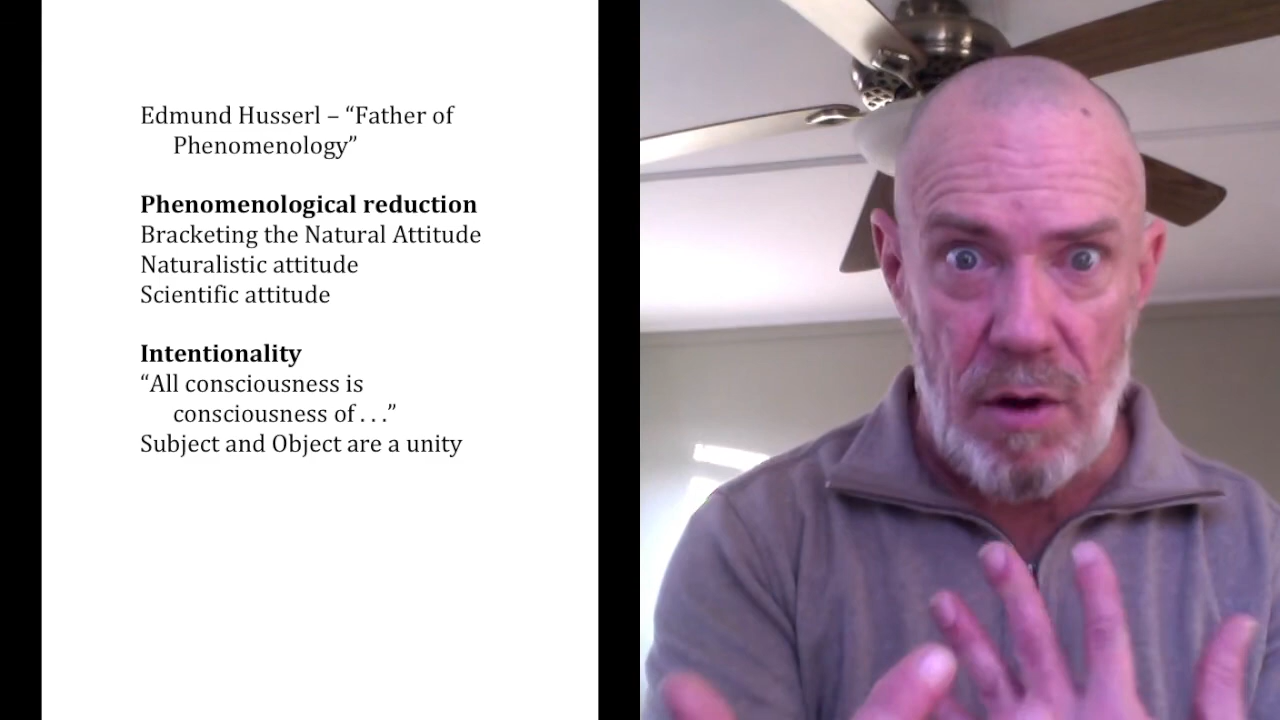 Edmund Husserl – “Father of
Phenomenology”
Phenomenological reduction
Bracketing the Natural Attitude
Naturalistic attitude
Scientific attitude
Intentionality
“All consciousness is
consciousness of . . .”
Subject and Object are a unity